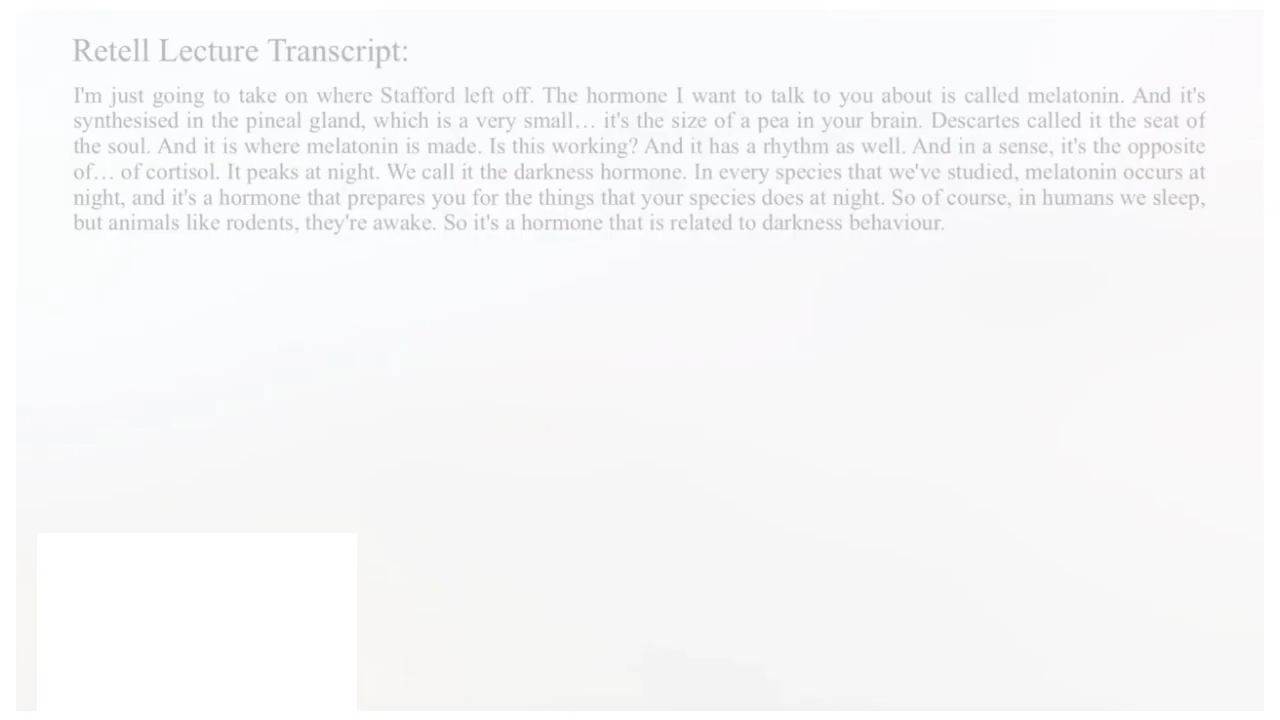 Retell Lecture Transcript:
I'm just going to take on where Stafford left off. The hormone I want to talk to you about is called melatonin. And it's
synthesised in the pineal gland, which is a very small… it's the size of a pea in your brain. Descartes called it the seat of
the soul. And it is where melatonin is made. Is this working? And it has a rhythm as well. And in a sense, it's the opposite
of… of cortisol. It peaks at night. We call it the darkness hormone. In every species that we've studied, melatonin occurs at
night, and it's a hormone that prepares you for the things that your species does at night. So of course, in humans we sleep,
but animals like rodents, they're awake. So it's a hormone that is related to darkness behaviour.